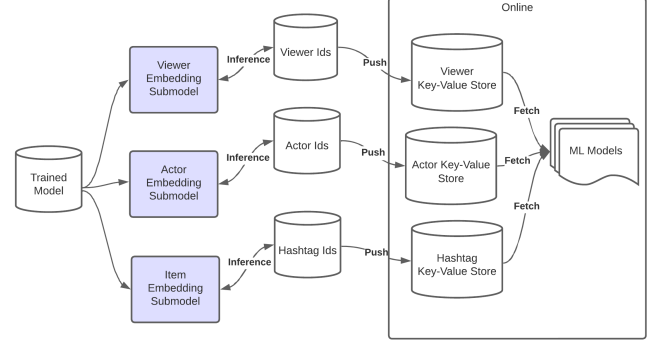 Online
Viewer
Embedding
Submodel
Inference
Viewer Ids
Push
Viewer
Key-Value Store
Fetch
Trained
Model
Actor
Embedding
Submodel
Inference
Actor Ids
Push
Actor Key-Value
Store
Fetch
ML Models
Fetch
Item
Embedding
Submodel
Inference
Hashtag Ids
Push
Hashtag
Key-Value Store